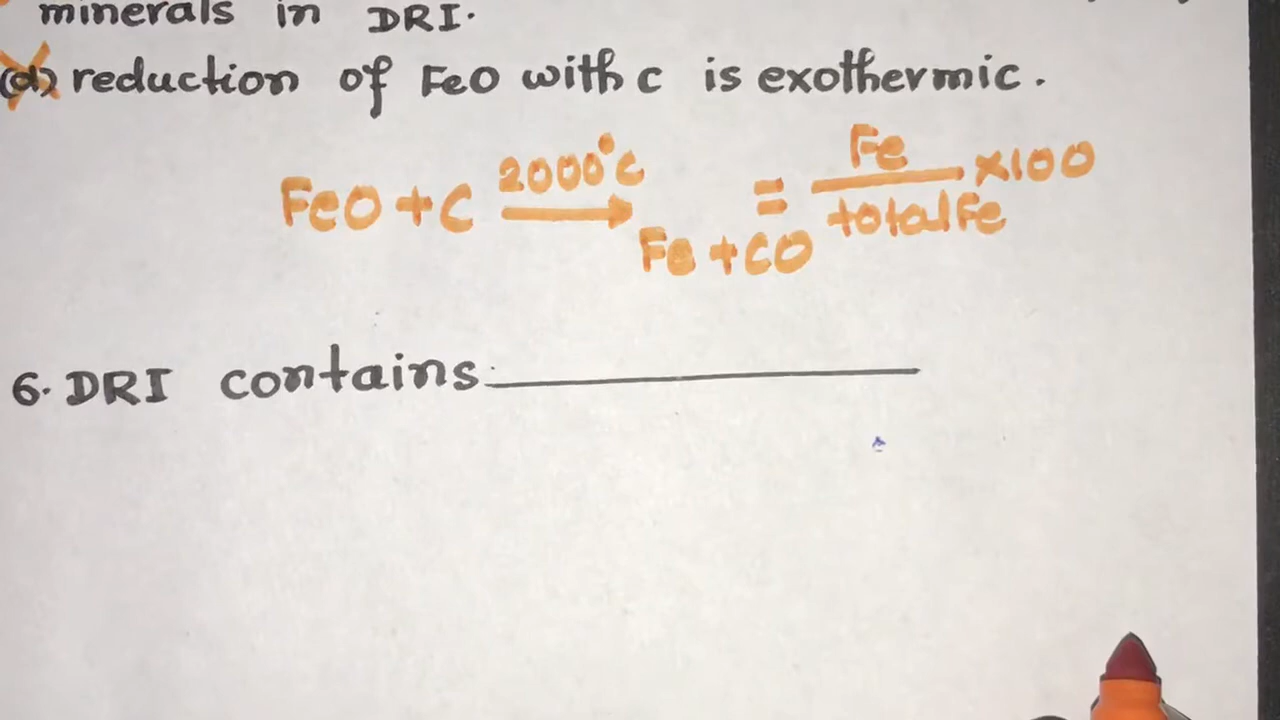 minerals in DRI.
(d) reduction of FeO with c is exothermic.
FeO + C 2000°C → Fe + CO
= Fe / total Fe × 100
6. DRI contains